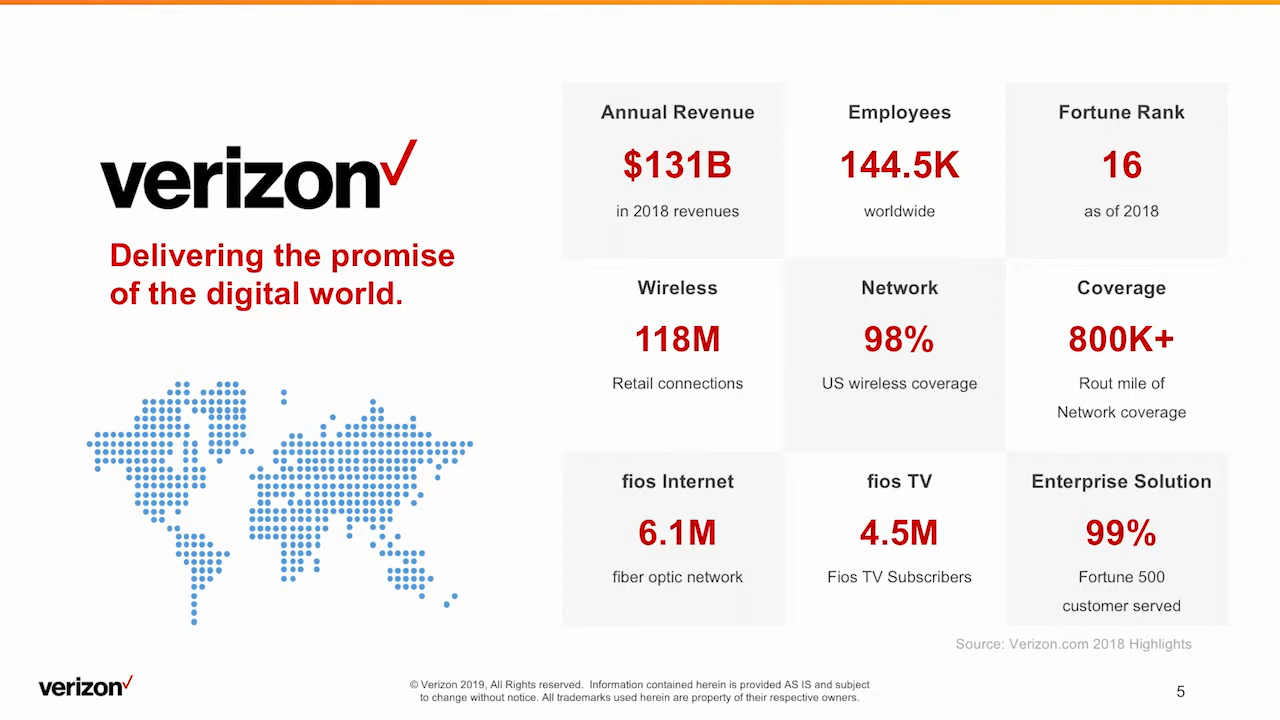 verizon✓
Delivering the promise
of the digital world.
Annual Revenue
$131B
in 2018 revenues
Employees
144.5K
worldwide
Fortune Rank
16
as of 2018
Wireless
118M
Retail connections
Network
98%
US wireless coverage
Coverage
800K+
Rout mile of
Network coverage
fios Internet
6.1M
fiber optic network
fios TV
4.5M
Fios TV Subscribers
Enterprise Solution
99%
Fortune 500
customer served
Source: Verizon.com 2018 Highlights
verizon✓
© Verizon 2019, All Rights reserved. Information contained herein is provided AS IS and subject
to change without notice. All trademarks used herein are property of their respective owners.
5